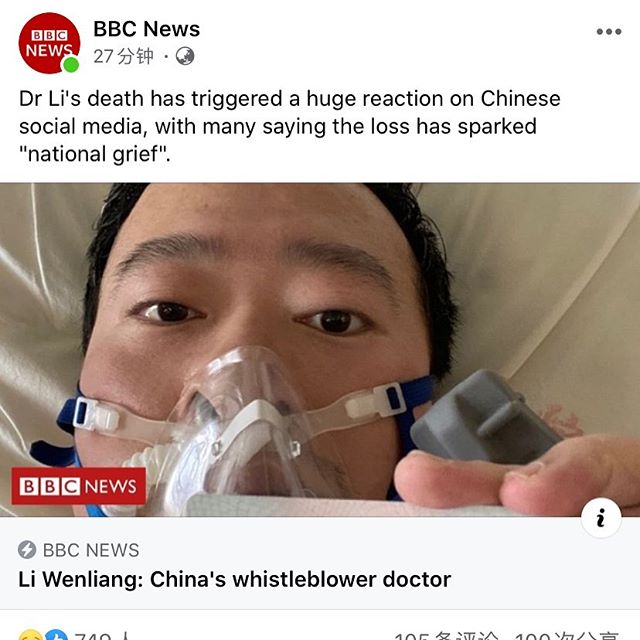 BBC NEWS
BBC News
27分钟
Dr Li's death has triggered a huge reaction on Chinese
social media, with many saying the loss has sparked
"national grief".
BBC NEWS
i
BBC NEWS
Li Wenliang: China's whistleblower doctor